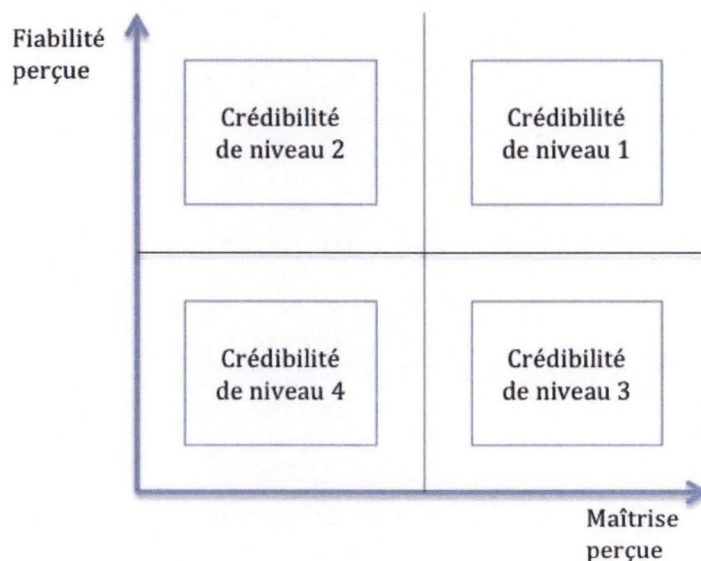 Fiabilité
perçue
Crédibilité
de niveau 2
Crédibilité
de niveau 1
Crédibilité
de niveau 4
Crédibilité
de niveau 3
Maîtrise
perçue